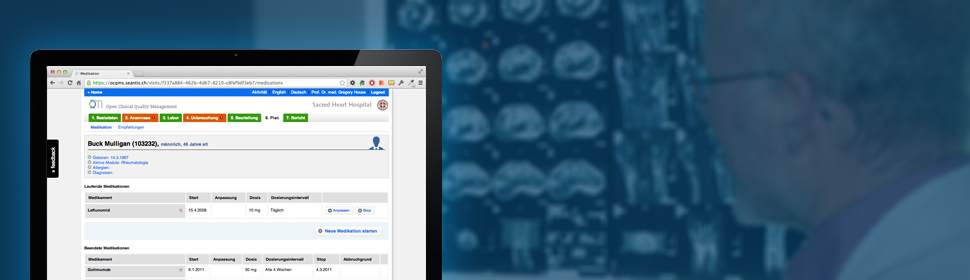 Medikation
https://ocqms.seantis.ch/visits/f337a884-462b-4db7-8219-c8fef9df3eb7/medications
» Home Aktivität English Deutsch Prof. Dr. med. Gregory House Logout
Open Clinical Quality Management Sacred Heart Hospital
1. Basisdaten 2. Anamnese 3. Labor 4. Untersuchung 5. Beurteilung 6. Plan 7. Bericht
Medikation Empfehlungen
» feedback
Buck Mulligan (103232), männlich, 46 Jahre alt
Geboren: 14.3.1967
Aktive Module: Rheumatologie
Allergien:
Diagnosen:
Laufende Medikationen
Medikament Start Anpassung Dosis Dosierungsintervall
Leflunomid 15.4.2008 10 mg Täglich Anpassen Stop
Neue Medikation starten
Beendete Medikationen
Medikament Start Anpassung Dosis Dosierungsintervall Stop Abbruchgrund
Golimumab 6.1.2011 50 mg Alle 4 Wochen 4.3.2011